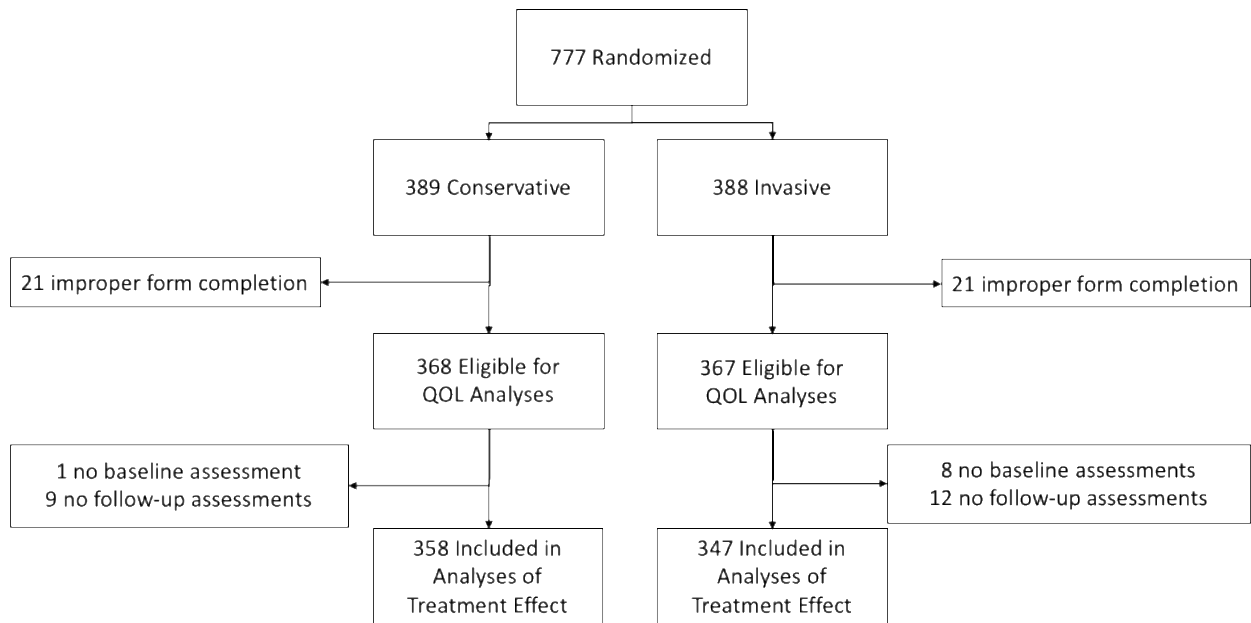 777 Randomized
389 Conservative
388 Invasive
21 improper form completion
21 improper form completion
368 Eligible for
QOL Analyses
367 Eligible for
QOL Analyses
1 no baseline assessment
9 no follow-up assessments
8 no baseline assessments
12 no follow-up assessments
358 Included in
Analyses of
Treatment Effect
347 Included in
Analyses of
Treatment Effect